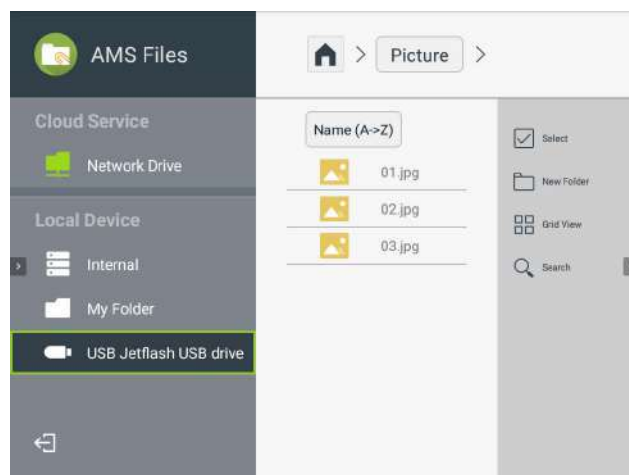 AMS Files
> Picture >
Cloud Service
Network Drive
Local Device
Internal
My Folder
USB Jetflash USB drive
Name (A->Z)
01.jpg
02.jpg
03.jpg
Select
New Folder
Grid View
Search